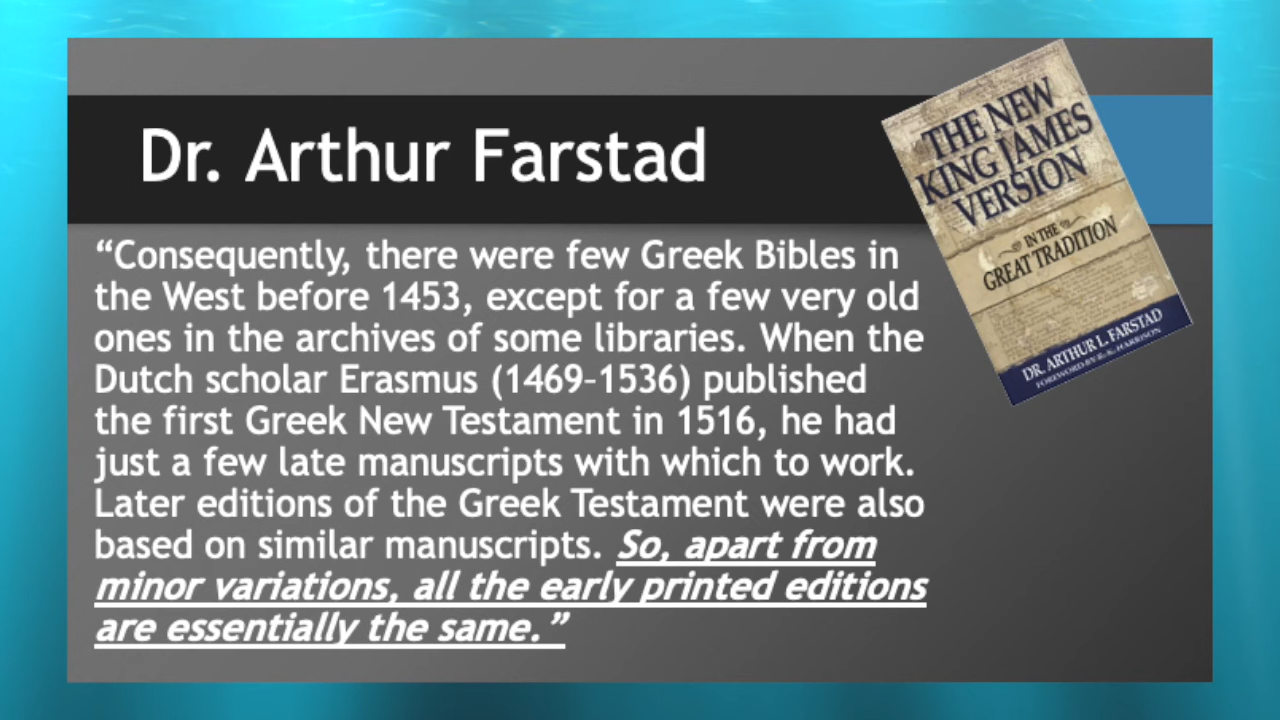 Dr. Arthur Farstad
THE NEW
KING JAMES
VERSION
IN THE
GREAT TRADITION
DR. ARTHUR L. FARSTAD
FOREWORD BY E. K. HARRISON
“Consequently, there were few Greek Bibles in
the West before 1453, except for a few very old
ones in the archives of some libraries. When the
Dutch scholar Erasmus (1469–1536) published
the first Greek New Testament in 1516, he had
just a few late manuscripts with which to work.
Later editions of the Greek Testament were also
based on similar manuscripts. So, apart from
minor variations, all the early printed editions
are essentially the same.”